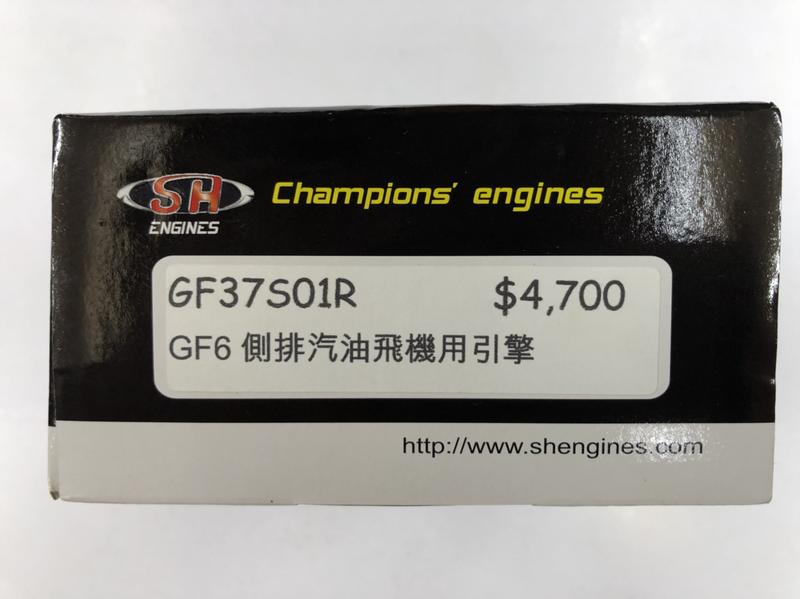 SH
ENGINES
Champions' engines
GF37S01R $4,700
GF6 側排汽油飛機用引擎
http://www.shengines.com